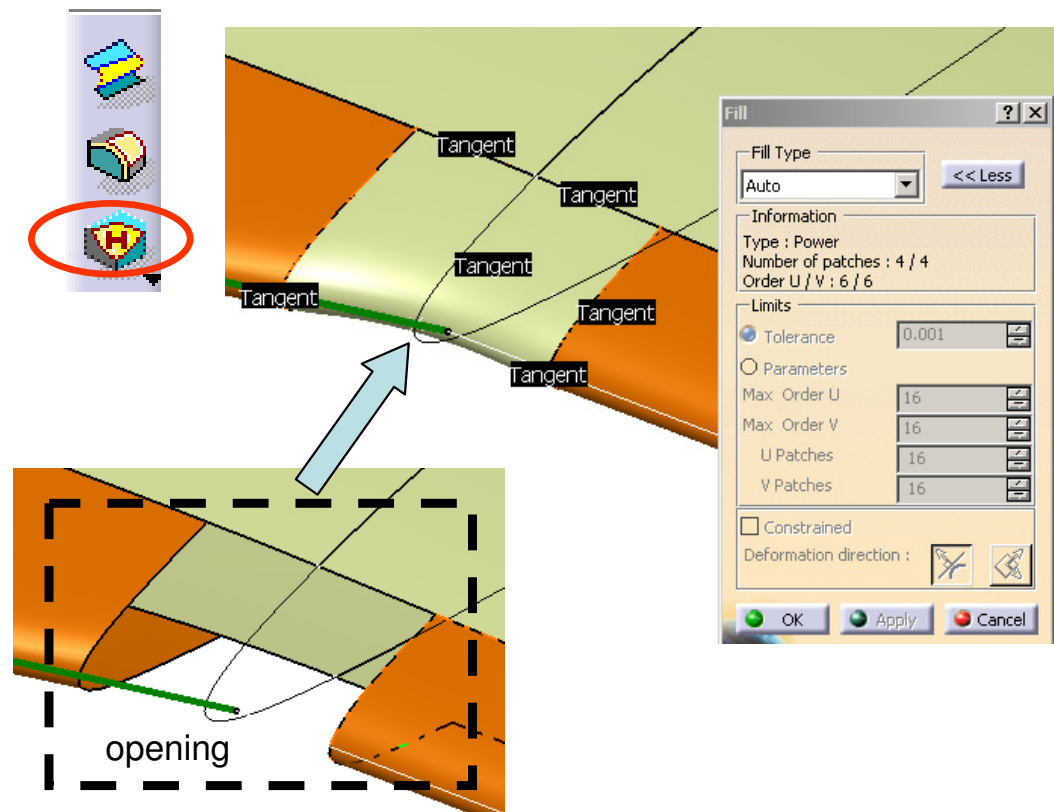 H
Tangent
Tangent
Tangent
Tangent
Tangent
Tangent
opening
Fill
?
Fill Type
Auto
<< Less
Information
Type : Power
Number of patches : 4 / 4
Order U / V : 6 / 6
Limits
Tolerance 0.001
Parameters
Max Order U 16
Max Order V 16
U Patches 16
V Patches 16
Constrained
Deformation direction :
OK Apply Cancel